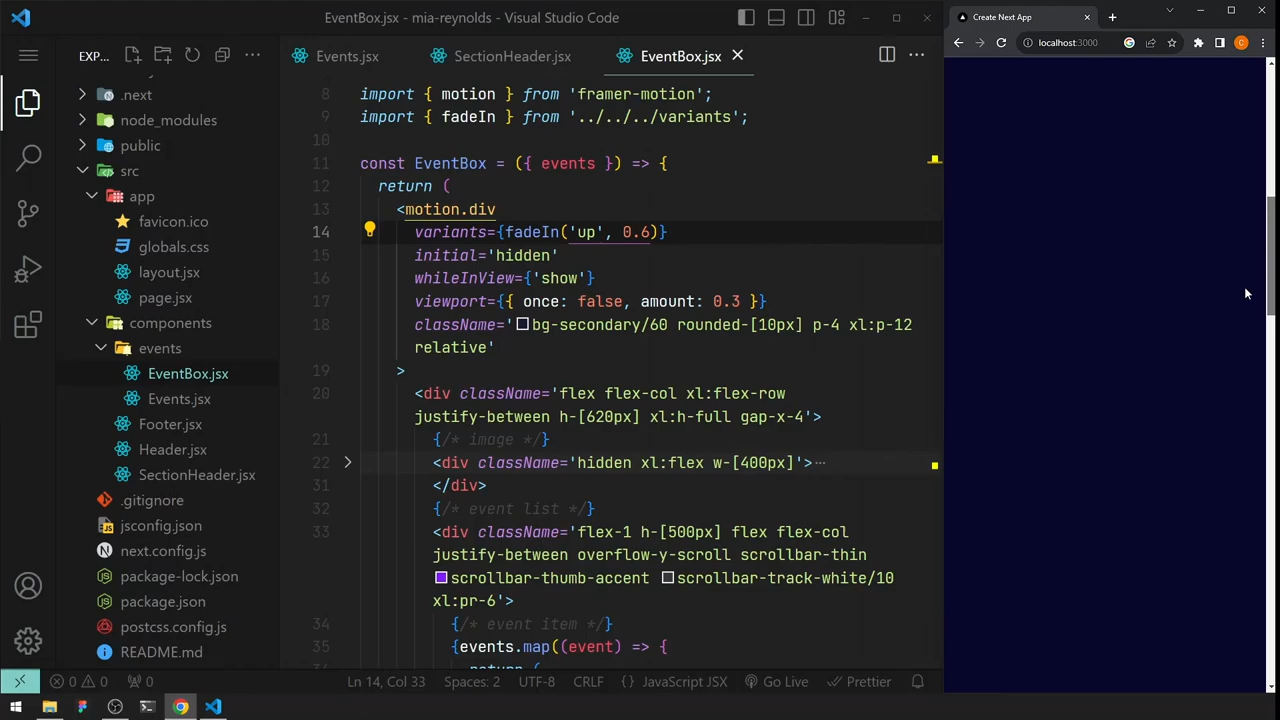 EventBox.jsx - mia-reynolds - Visual Studio Code
EXP...
.next
node_modules
public
src
app
favicon.ico
globals.css
layout.jsx
page.jsx
components
events
EventBox.jsx
Events.jsx
Footer.jsx
Header.jsx
SectionHeader.jsx
.gitignore
jsconfig.json
next.config.js
package-lock.json
package.json
postcss.config.js
README.md
Events.jsx
SectionHeader.jsx
EventBox.jsx
8 import { motion } from 'framer-motion';
9 import { fadeIn } from '../../../variants';
10
11 const EventBox = ({ events }) => {
12 return (
13 <motion.div
14 variants={fadeIn('up', 0.6)}
15 initial='hidden'
16 whileInView={'show'}
17 viewport={{ once: false, amount: 0.3 }}
18 className='bg-secondary/60 rounded-[10px] p-4 xl:p-12
relative'
19 >
20 <div className='flex flex-col xl:flex-row
justify-between h-[620px] xl:h-full gap-x-4'>
21 {/* image */}
22 <div className='hidden xl:flex w-[400px]'>⋯
31 </div>
32 {/* event list */}
33 <div className='flex-1 h-[500px] flex flex-col
justify-between overflow-y-scroll scrollbar-thin
scrollbar-thumb-accent scrollbar-track-white/10
xl:pr-6'>
34 {/* event item */}
35 {events.map((event) => {
36 return (
0 0 0
Ln 14, Col 33
Spaces: 2
UTF-8
CRLF
{} JavaScript JSX
Go Live
Prettier
Create Next App
localhost:3000
C